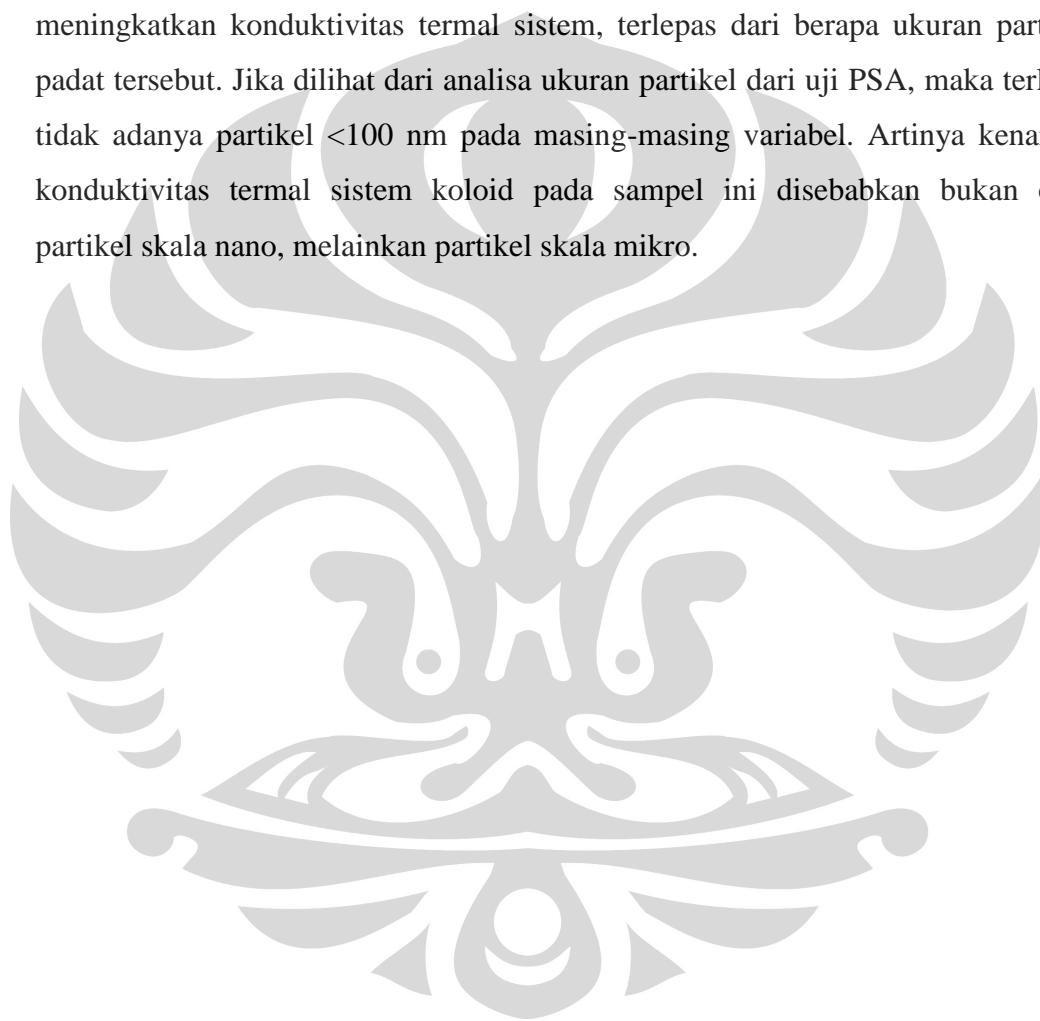 meningkatkan konduktivitas termal sistem, terlepas dari berapa ukuran part
padat tersebut. Jika dilihat dari analisa ukuran partikel dari uji PSA, maka terl
tidak adanya partikel <100 nm pada masing-masing variabel. Artinya kena
konduktivitas termal sistem koloid pada sampel ini disebabkan bukan
partikel skala nano, melainkan partikel skala mikro.